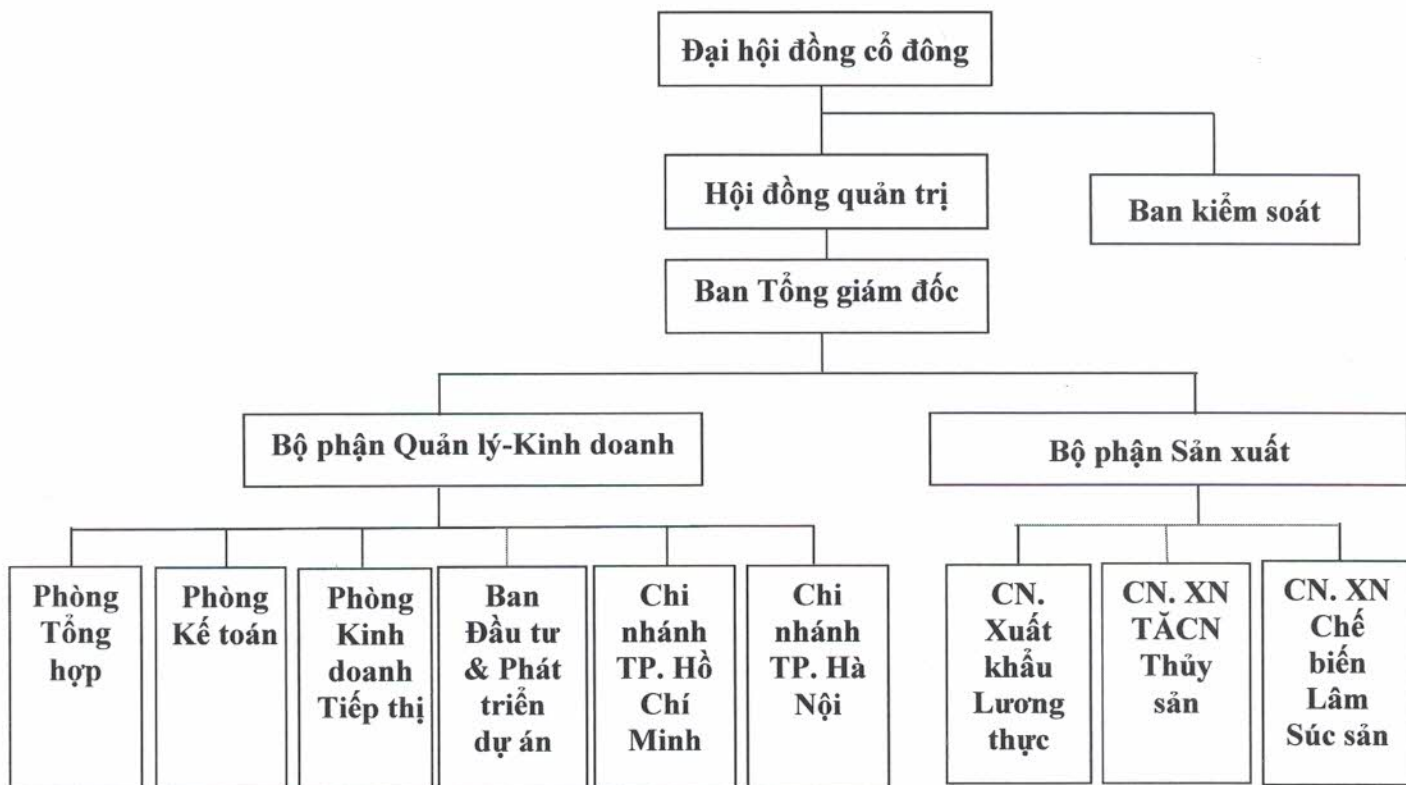 Đại hội đồng cổ đông
Hội đồng quản trị
Ban kiểm soát
Ban Tổng giám đốc
Bộ phận Quản lý-Kinh doanh
Bộ phận Sản xuất
Phòng
Tổng
hợp
Phòng
Kế toán
Phòng
Kinh
doanh
Tiếp thị
Ban
Đầu tư
& Phát
triển
dự án
Chi
nhánh
TP. Hồ
Chí
Minh
Chi
nhánh
TP. Hà
Nội
CN.
Xuất
khẩu
Lương
thực
CN. XN
TĂCN
Thủy
sản
CN. XN
Chế
biến
Lâm
Súc sản